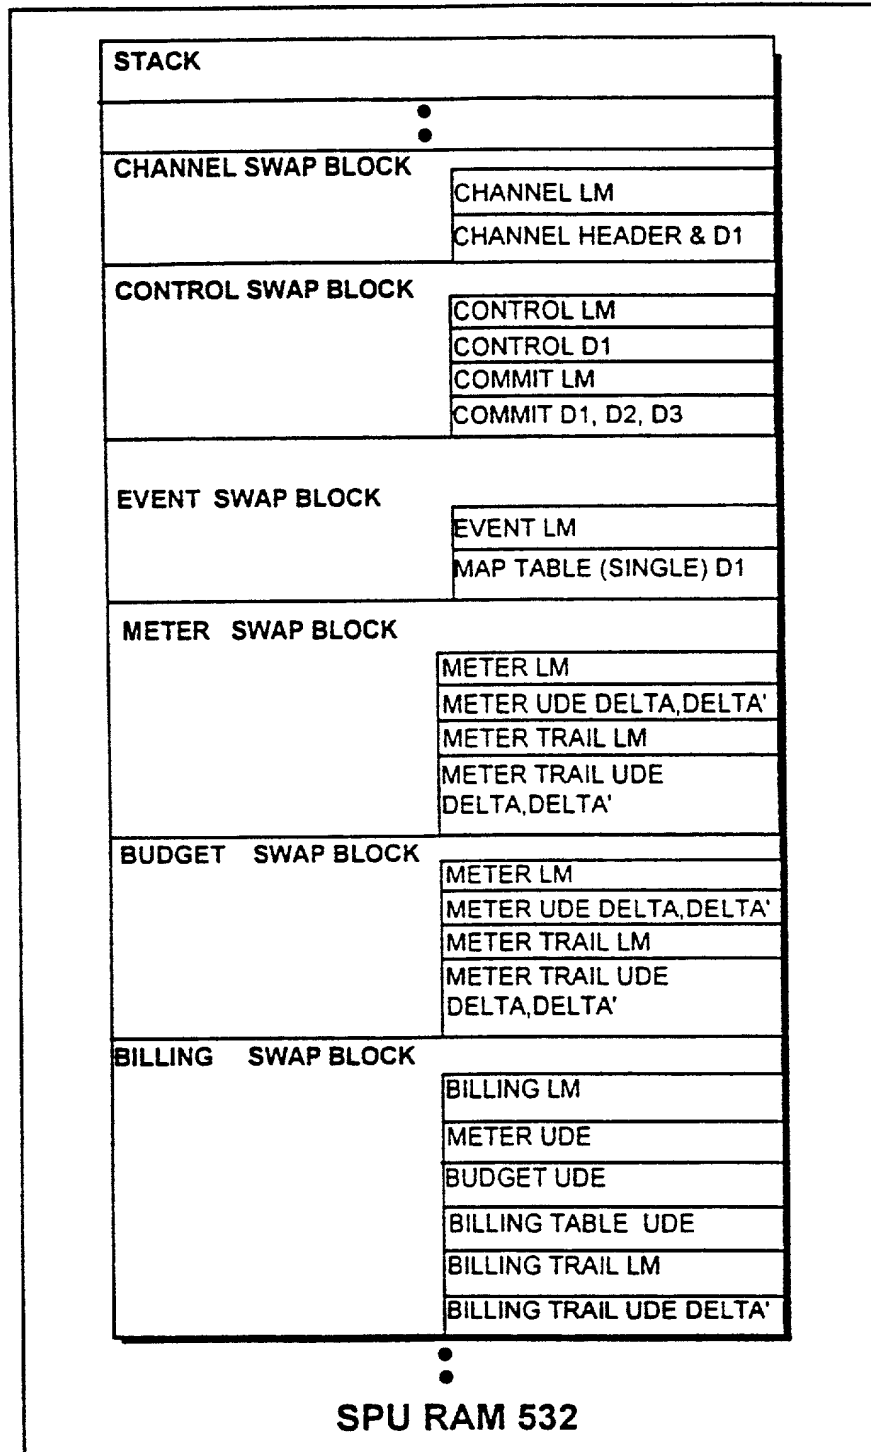 STACK
CHANNEL SWAP BLOCK
CHANNEL LM
CHANNEL HEADER & D1
CONTROL SWAP BLOCK
CONTROL LM
CONTROL D1
COMMIT LM
COMMIT D1, D2, D3
EVENT SWAP BLOCK
EVENT LM
MAP TABLE (SINGLE) D1
METER SWAP BLOCK
METER LM
METER UDE DELTA,DELTA'
METER TRAIL LM
METER TRAIL UDE
DELTA,DELTA'
BUDGET SWAP BLOCK
METER LM
METER UDE DELTA,DELTA'
METER TRAIL LM
METER TRAIL UDE
DELTA,DELTA'
BILLING SWAP BLOCK
BILLING LM
METER UDE
BUDGET UDE
BILLING TABLE UDE
BILLING TRAIL LM
BILLING TRAIL UDE DELTA'
SPU RAM 532